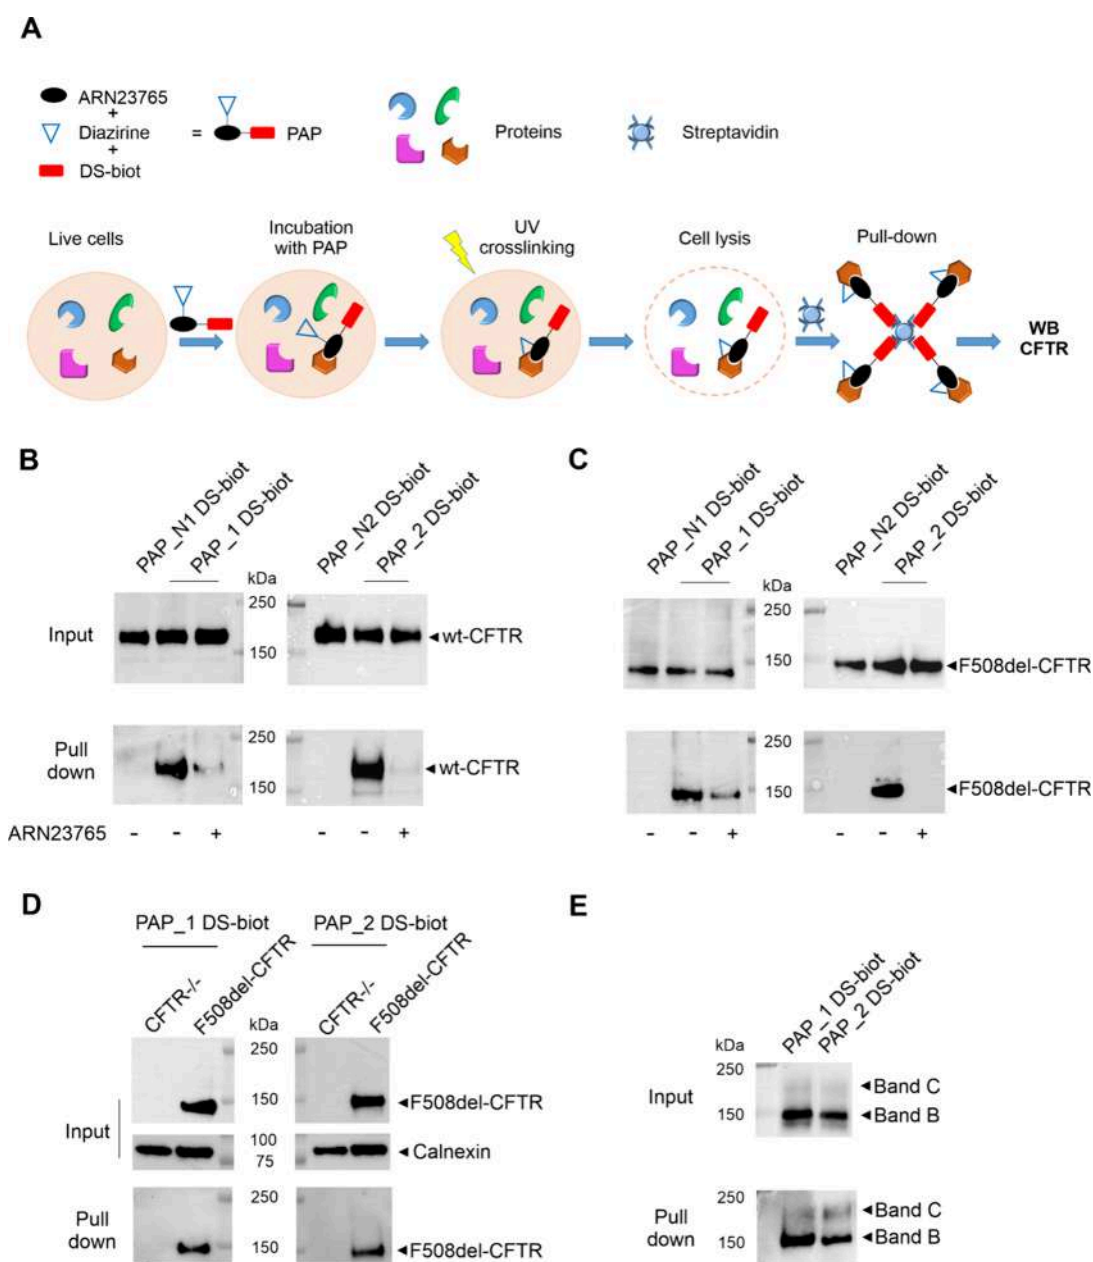 A
ARN23765
+
Diazirine
+
DS-biot
=
PAP
Proteins
Streptavidin
Live cells
Incubation
with PAP
UV
crosslinking
Cell lysis
Pull-down
WB
CFTR
B
PAP_N1 DS-biot
PAP_1 DS-biot
PAP_N2 DS-biot
PAP_2 DS-biot
kDa
250
150
Input
wt-CFTR
Pull
down
250
150
wt-CFTR
ARN23765
- - + - - +
C
PAP_N1 DS-biot
PAP_1 DS-biot
PAP_N2 DS-biot
PAP_2 DS-biot
kDa
250
150
F508del-CFTR
250
150
F508del-CFTR
- - + - - +
D
PAP_1 DS-biot
PAP_2 DS-biot
CFTR-/-
F508del-CFTR
CFTR-/-
F508del-CFTR
kDa
250
150
F508del-CFTR
Input
100
75
Calnexin
Pull
down
250
150
F508del-CFTR
E
PAP_1 DS-biot
PAP_2 DS-biot
kDa
250
150
Input
Band C
Band B
Pull
down
250
150
Band C
Band B